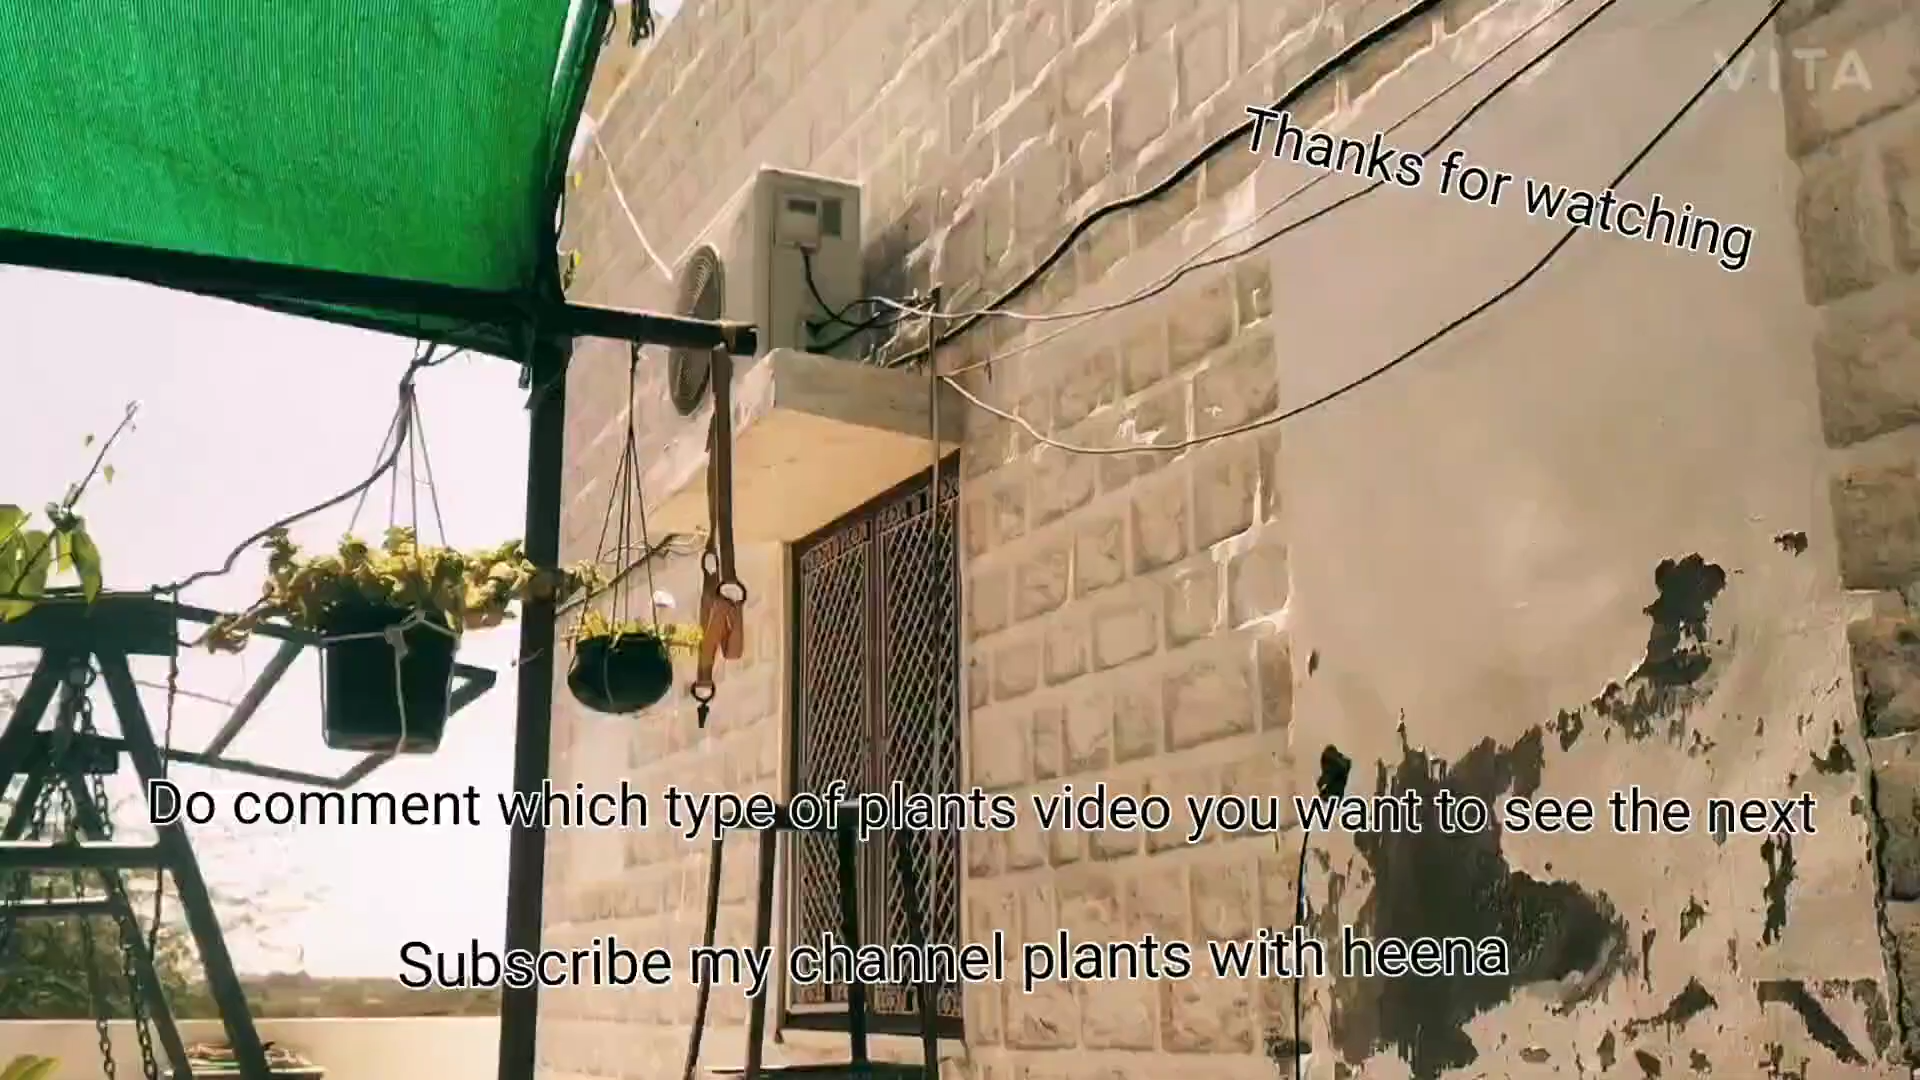 VITA
Thanks for watching
Do comment which type of plants video you want to see the next
Subscribe my channel plants with heena